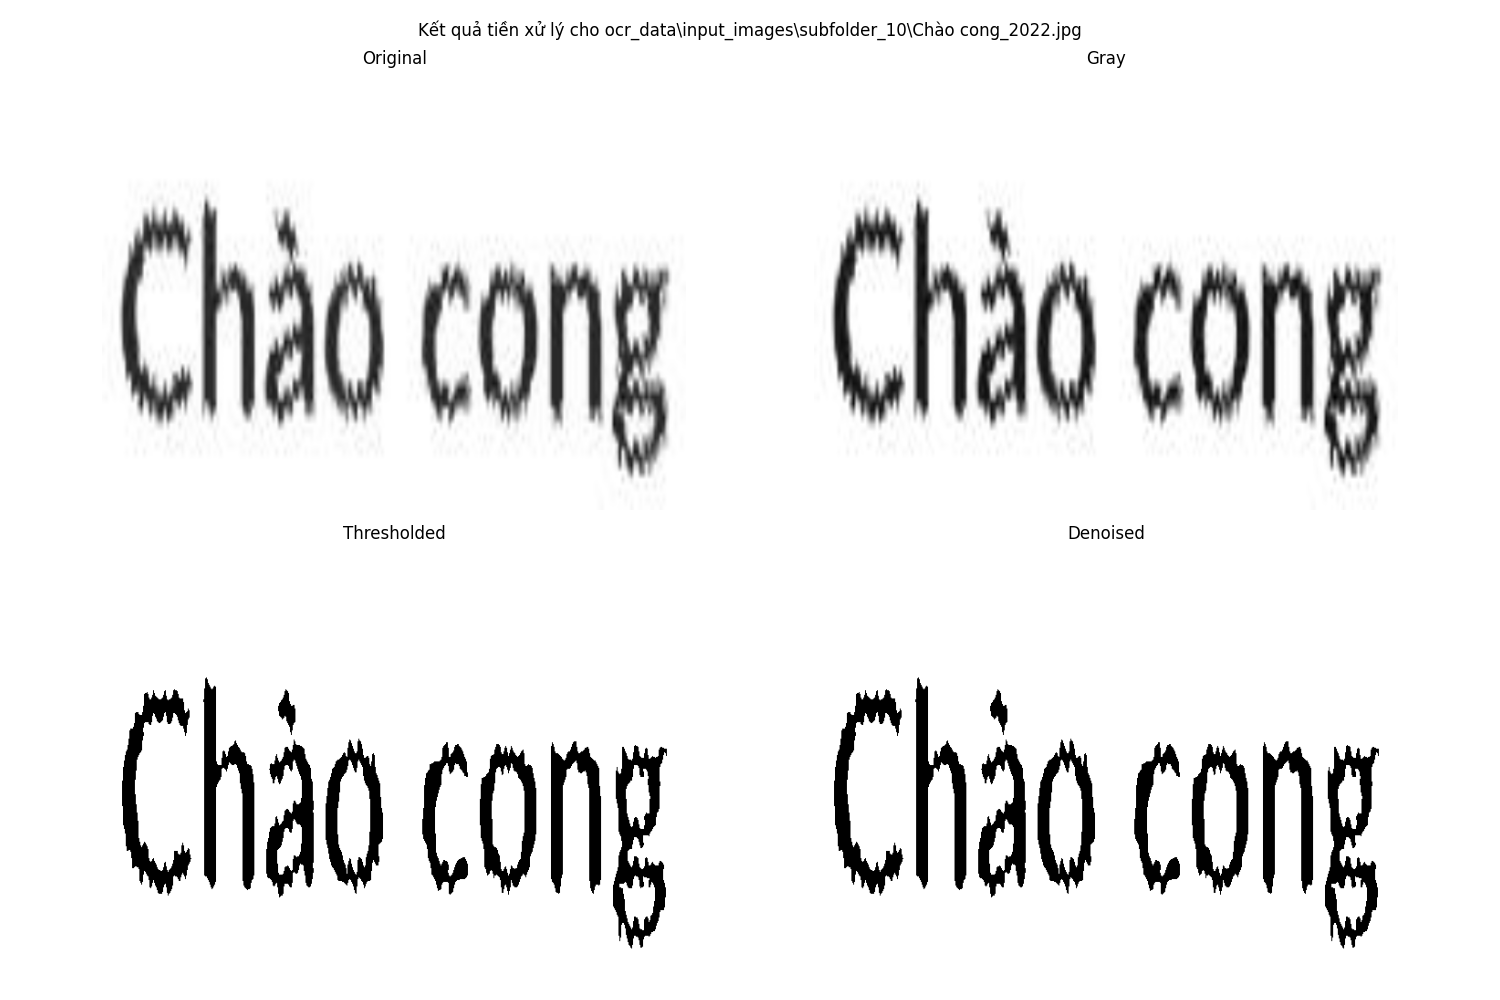 Kết quả tiền xử lý cho ocr_data\input_images\subfolder_10\Chào cong_2022.jpg
Original
Gray
Chào cong
Chào cong
Thresholded
Denoised
Chào cong
Chào cong